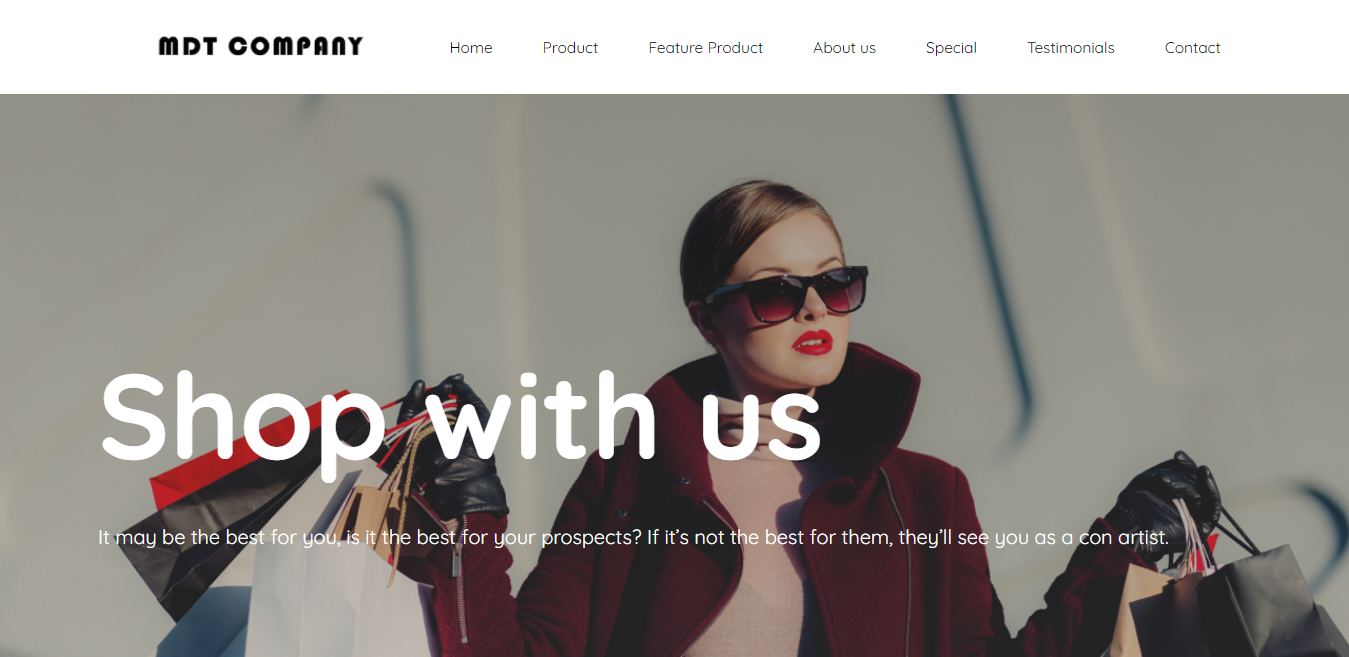 MDT COMPANY
Home Product Feature Product About us Special Testimonials Contact
Shop with us
It may be the best for you, is it the best for your prospects? If it’s not the best for them, they’ll see you as a con artist.